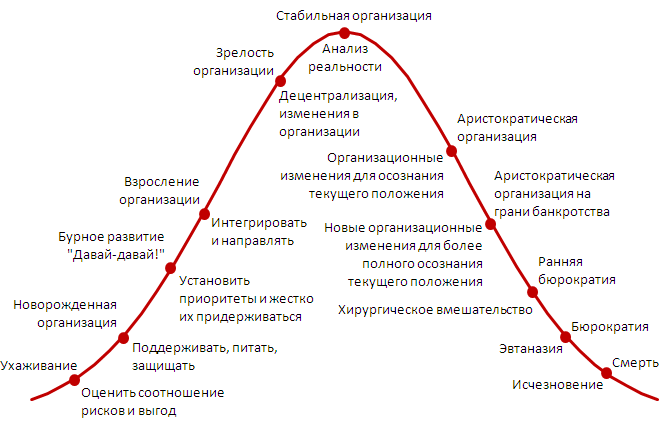 Стабильная организация
Анализ
реальности
Зрелость
организации
Децентрализация,
изменения в
организации
Аристократическая
организация
Организационные
изменения для осознания
текущего положения
Взросление
организации
Аристократическая
организация на
грани банкротства
Интегрировать
и направлять
Новые организационные
изменения для более
полного осознания
текущего положения
Бурное развитие
"Давай-давай!"
Установить
приоритеты и жестко
их придерживаться
Ранняя
бюрократия
Хирургическое вмешательство
Новорожденная
организация
Поддерживать, питать,
защищать
Бюрократия
Эвтаназия
Ухаживание
Оценить соотношение
рисков и выгод
Смерть
Исчезновение